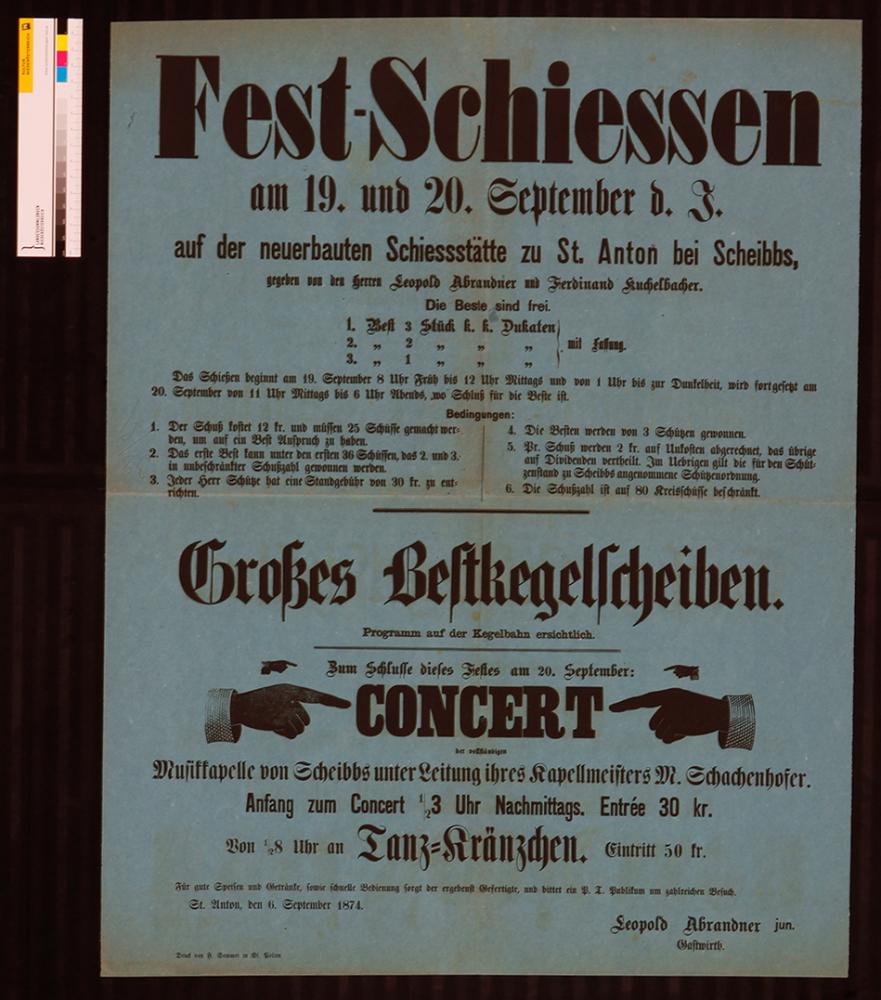 Fest-Schiessen
am 19. und 20. September d. J.
auf der neuerbauten Schiessstätte zu St. Anton bei Scheibbs,
gegeben von den Herren Leopold Abrandner und Ferdinand Kuchelbacher.
Die Beste sind frei.
1. Best 3 Stück k. k. Dukaten
2. „ 2 „ „ „ mit Fassung.
3. „ 1 „ „ „
Das Schießen beginnt am 19. September 8 Uhr Früh bis 12 Uhr Mittags und von 1 Uhr bis zur Dunkelheit, wird fortgesetzt am
20. September von 11 Uhr Mittags bis 6 Uhr Abends, wo Schluß für die Beste ist.
Bedingungen:
1. Der Schuß kostet 12 kr. und müssen 25 Schüsse gemacht wer-
den, um auf ein Best Anspruch zu haben.
2. Das erste Best kann unter den ersten 36 Schüssen, das 2. und 3.
in unbeschränkter Schußzahl gewonnen werden.
3. Jeder Herr Schütze hat eine Standgebühr von 30 kr. zu ent-
richten.
4. Die Besten werden von 3 Schützen gewonnen.
5. Pr. Schuß werden 2 kr. auf Unkosten abgerechnet, das übrige
auf Dividenden vertheilt. Im Uebrigen gilt die für den Schüt-
zenstand zu Scheibbs angenommene Schützenordnung.
6. Die Schußzahl ist auf 80 Kreisschüsse beschränkt.
Großes Bestkegelscheiben.
Programm auf der Kegelbahn ersichtlich.
Zum Schlusse dieses Festes am 20. September:
CONCERT
der vollständigen
Musikkapelle von Scheibbs unter Leitung ihres Kapellmeisters M. Schachenhofer.
Anfang zum Concert ½3 Uhr Nachmittags. Entrée 30 kr.
Von ½8 Uhr an Tanz-Kränzchen. Eintritt 50 kr.
Für gute Speisen und Getränke, sowie schnelle Bedienung sorgt der ergebenst Gefertigte, und bittet ein P. T. Publikum um zahlreichen Besuch.
St. Anton, den 6. September 1874.
Leopold Abrandner jun.
Gastwirth.
Druck von F. Sommer in St. Pölten